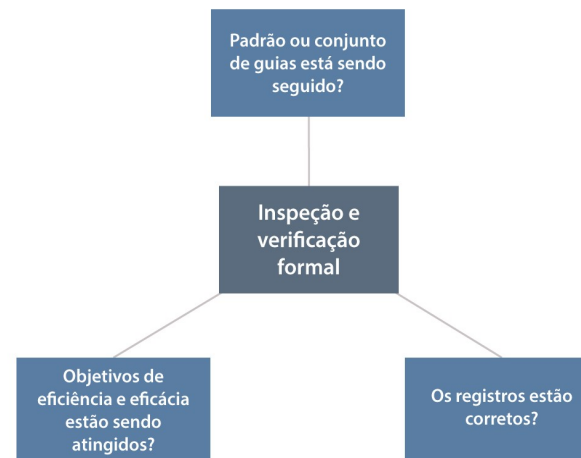 Padrão ou conjunto
de guias está sendo
seguido?
Inspeção e
verificação
formal
Objetivos de
eficiência e eficácia
estão sendo
atingidos?
Os registros estão
corretos?